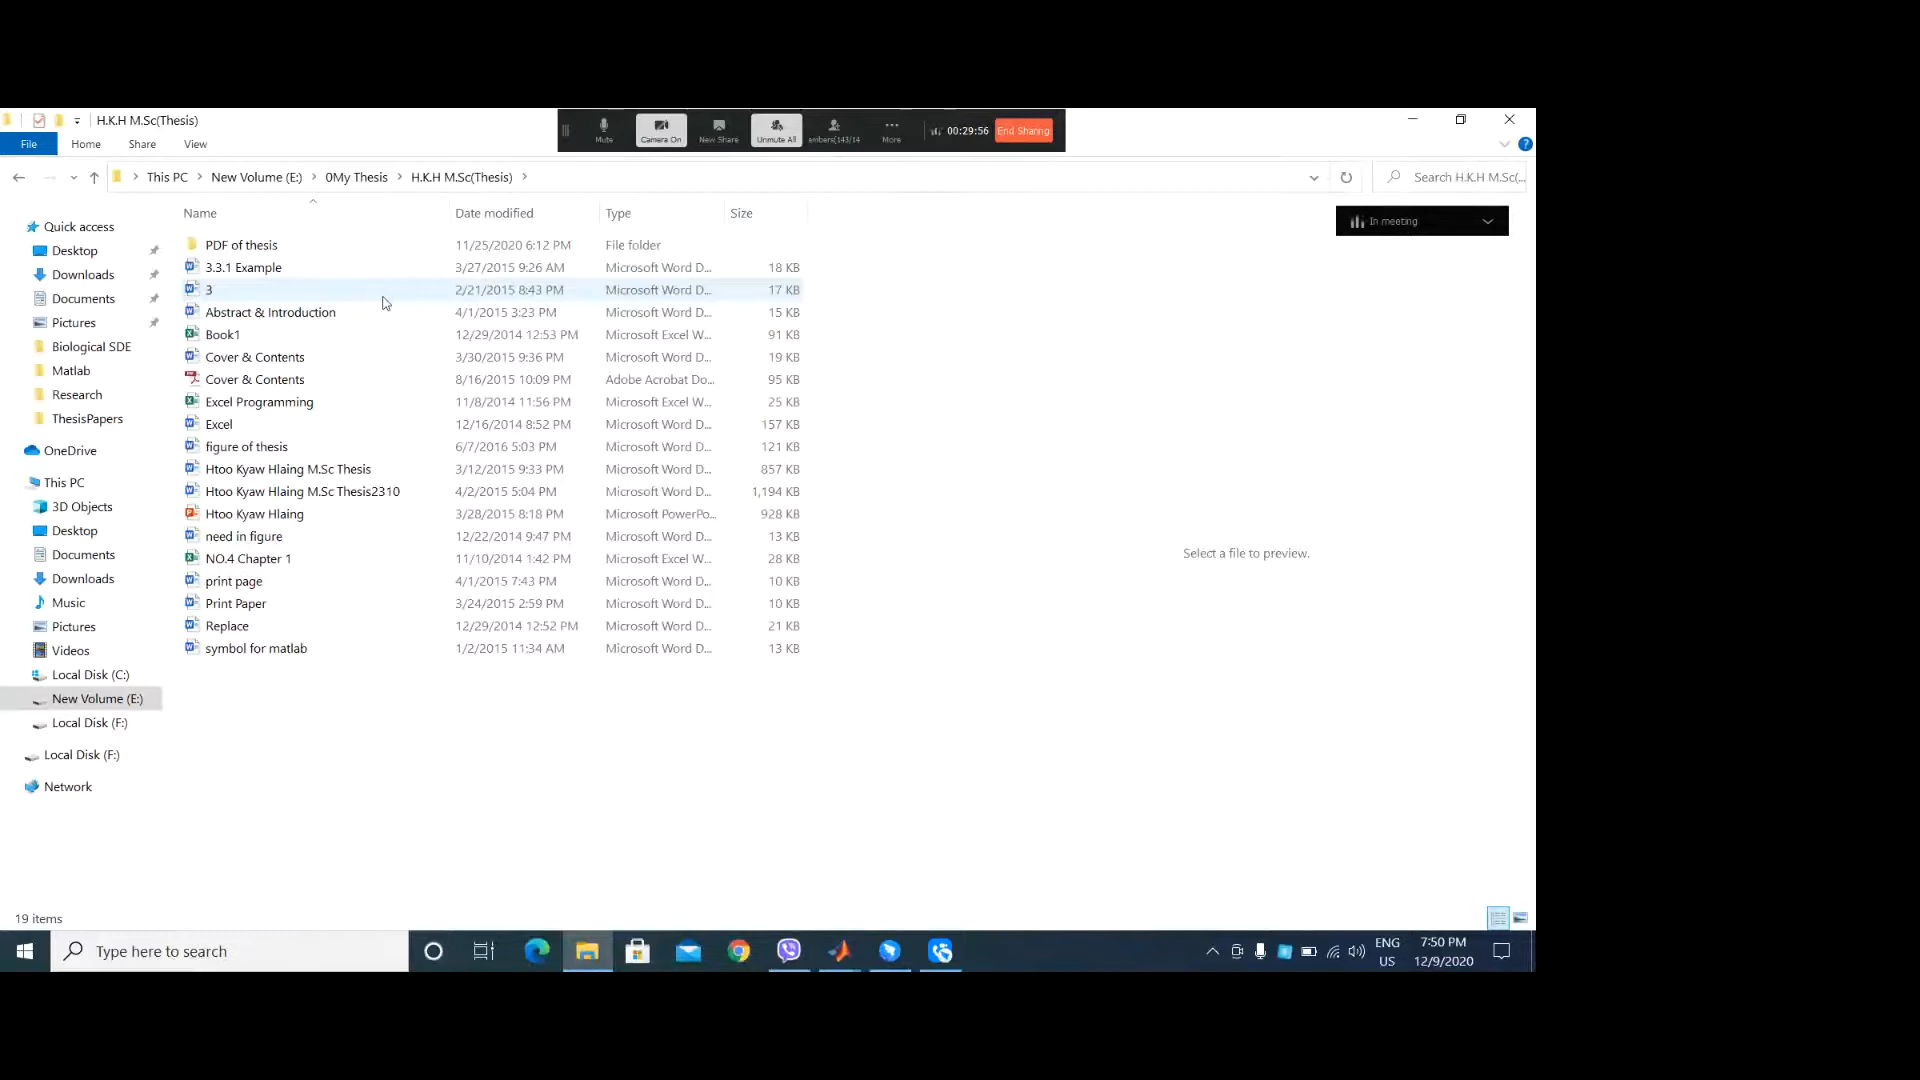 H.K.H M.Sc(Thesis)
Mute
Camera On
New Share
Unmute All
embers(143/14
More
00:29:56
End Sharing
File
Home
Share
View
This PC > New Volume (E:) > 0My Thesis > H.K.H M.Sc(Thesis) >
Search H.K.H M.Sc(...
In meeting
Name Date modified Type Size
Quick access
Desktop
Downloads
Documents
Pictures
Biological SDE
Matlab
Research
ThesisPapers
OneDrive
This PC
3D Objects
Desktop
Documents
Downloads
Music
Pictures
Videos
Local Disk (C:)
New Volume (E:)
Local Disk (F:)
Local Disk (F:)
Network
PDF of thesis 11/25/2020 6:12 PM File folder
3.3.1 Example 3/27/2015 9:26 AM Microsoft Word D... 18 KB
3 2/21/2015 8:43 PM Microsoft Word D... 17 KB
Abstract & Introduction 4/1/2015 3:23 PM Microsoft Word D... 15 KB
Book1 12/29/2014 12:53 PM Microsoft Excel W... 91 KB
Cover & Contents 3/30/2015 9:36 PM Microsoft Word D... 19 KB
Cover & Contents 8/16/2015 10:09 PM Adobe Acrobat Do... 95 KB
Excel Programming 11/8/2014 11:56 PM Microsoft Excel W... 25 KB
Excel 12/16/2014 8:52 PM Microsoft Word D... 157 KB
figure of thesis 6/7/2016 5:03 PM Microsoft Word D... 121 KB
Htoo Kyaw Hlaing M.Sc Thesis 3/12/2015 9:33 PM Microsoft Word D... 857 KB
Htoo Kyaw Hlaing M.Sc Thesis2310 4/2/2015 5:04 PM Microsoft Word D... 1,194 KB
Htoo Kyaw Hlaing 3/28/2015 8:18 PM Microsoft PowerPo... 928 KB
need in figure 12/22/2014 9:47 PM Microsoft Word D... 13 KB
NO.4 Chapter 1 11/10/2014 1:42 PM Microsoft Excel W... 28 KB
print page 4/1/2015 7:43 PM Microsoft Word D... 10 KB
Print Paper 3/24/2015 2:59 PM Microsoft Word D... 10 KB
Replace 12/29/2014 12:52 PM Microsoft Word D... 21 KB
symbol for matlab 1/2/2015 11:34 AM Microsoft Word D... 13 KB
Select a file to preview.
19 items
Type here to search
ENG
US
7:50 PM
12/9/2020